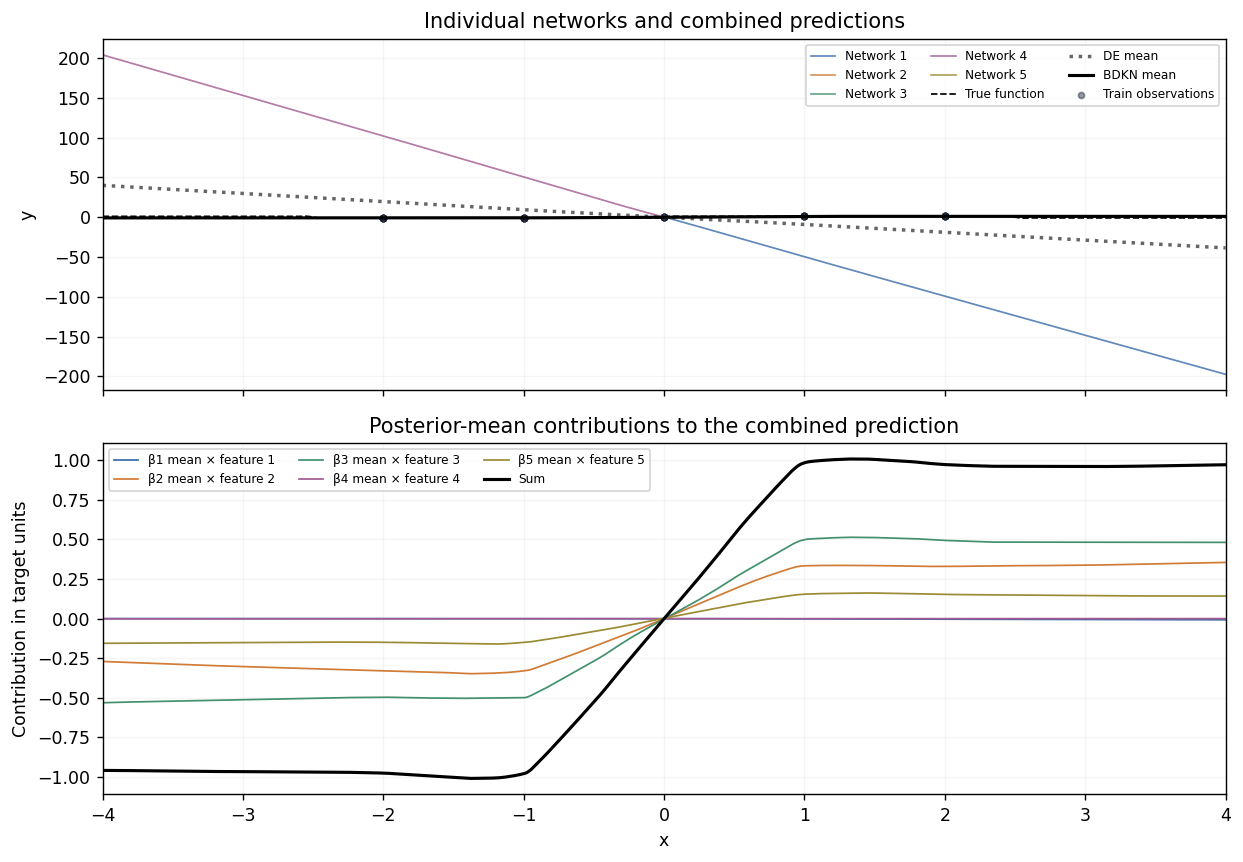 Individual networks and combined predictions
200
150
100
50
0
−50
−100
−150
−200
y
Network 1 Network 4 DE mean
Network 2 Network 5 BDKN mean
Network 3 True function Train observations
Posterior-mean contributions to the combined prediction
1.00
0.75
0.50
0.25
0.00
−0.25
−0.50
−0.75
−1.00
Contribution in target units
β1 mean × feature 1 β3 mean × feature 3 β5 mean × feature 5
β2 mean × feature 2 β4 mean × feature 4 Sum
−4 −3 −2 −1 0 1 2 3 4
x